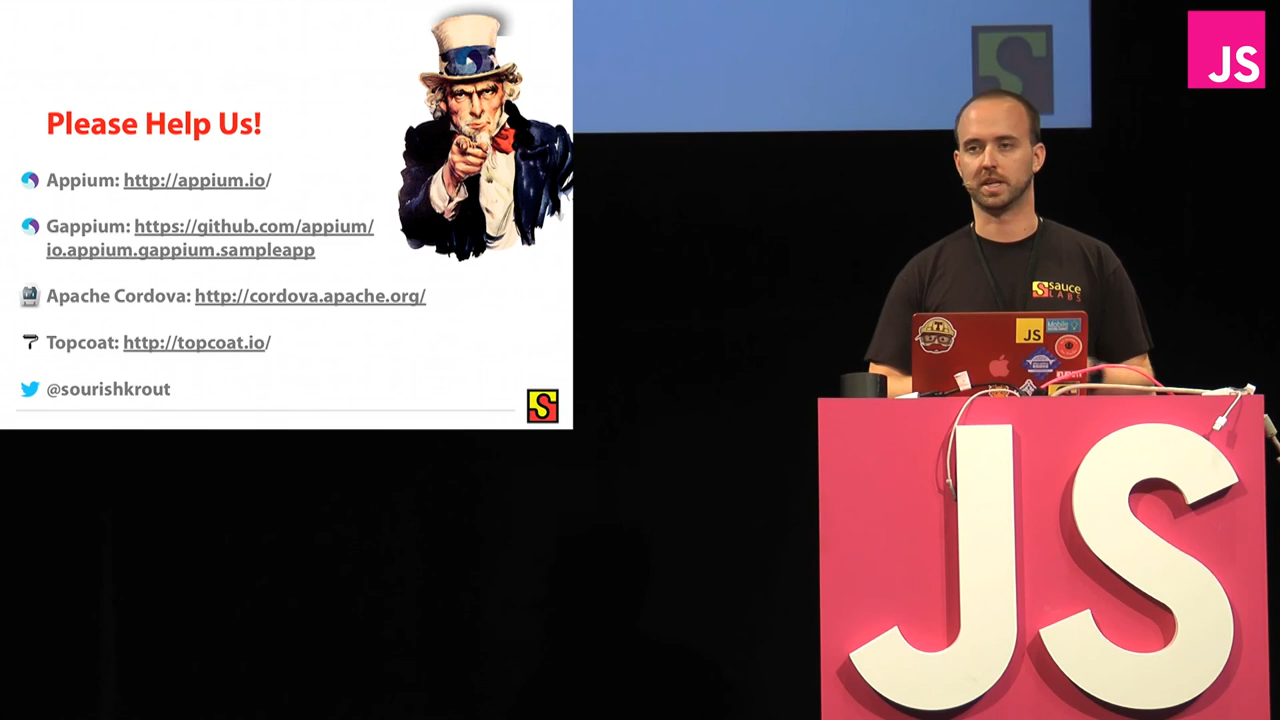 Please Help Us!
Appium: http://appium.io/
Gappium: https://github.com/appium/
io.appium.gappium.sampleapp
Apache Cordova: http://cordova.apache.org/
Topcoat: http://topcoat.io/
@sourishkrout
S
JS
S
S sauce
LABS
JS
Mobile
JS